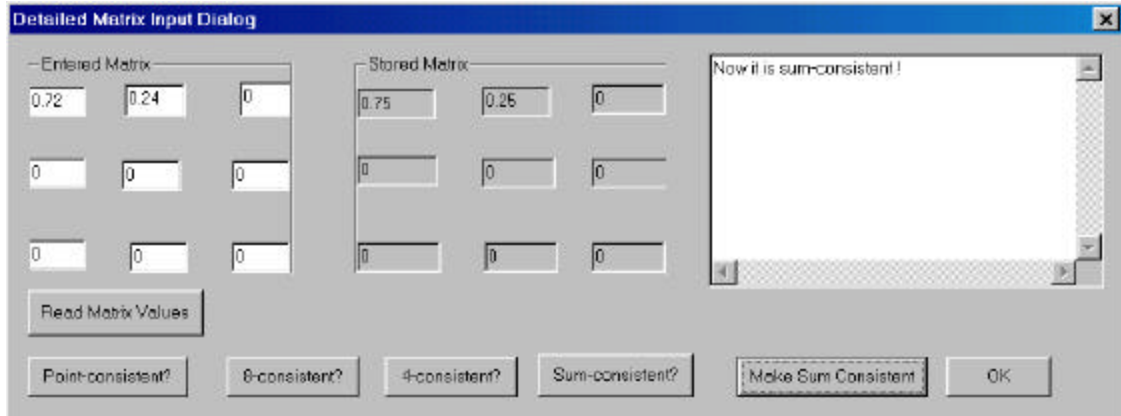 Detailed Matrix Input Dialog
Entered Matrix
0.72 0.24 0
0 0 0
0 0 0
Stored Matrix
0.75 0.25 0
0 0 0
0 0 0
Now it is sum-consistent !
Read Matrix Values
Point-consistent? 8-consistent? 4-consistent? Sum-consistent? Make Sum Consistent OK